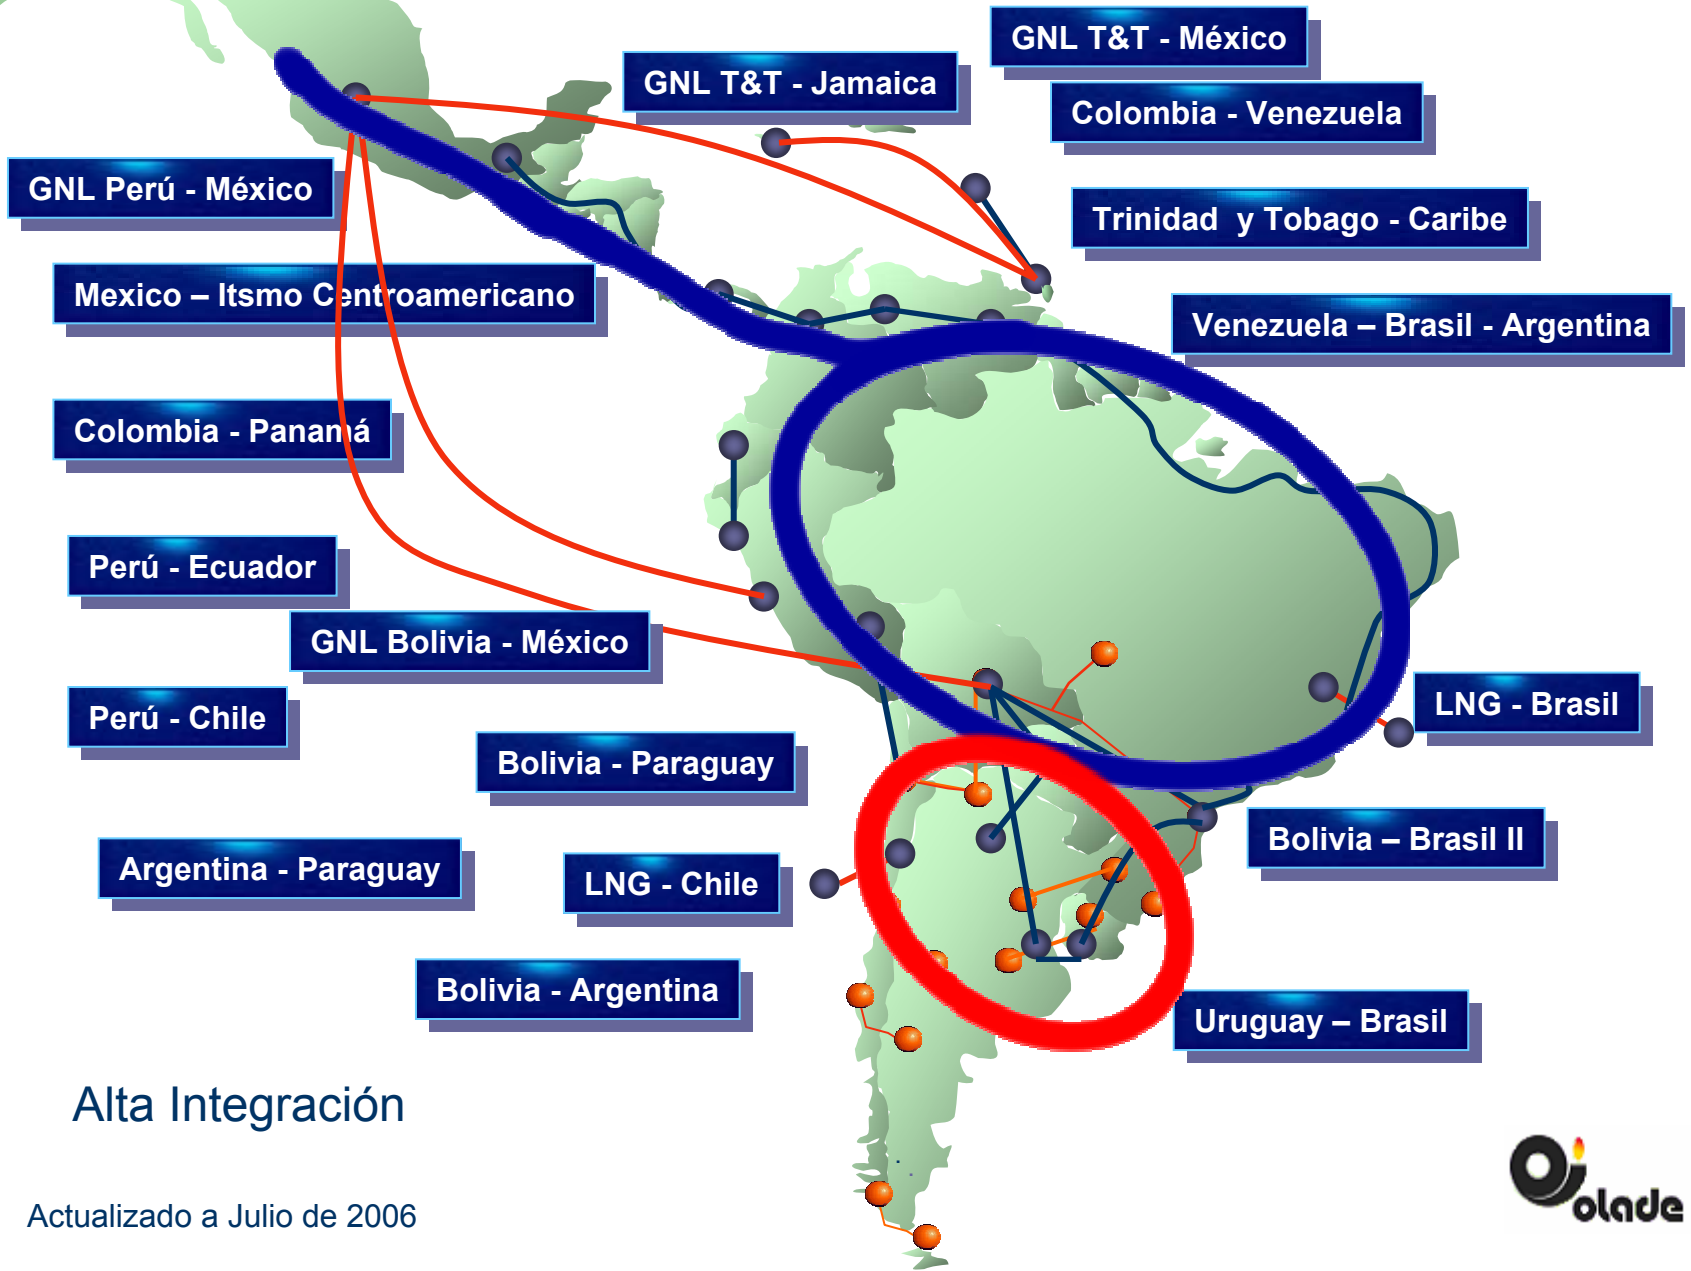 GNL T&T - México
GNL T&T - Jamaica
Colombia - Venezuela
GNL Perú - México
Trinidad y Tobago - Caribe
Mexico – Itsmo Centroamericano
Venezuela – Brasil - Argentina
Colombia - Panamá
Perú - Ecuador
GNL Bolivia - México
Perú - Chile
LNG - Brasil
Bolivia - Paraguay
Bolivia – Brasil II
Argentina - Paraguay
LNG - Chile
Bolivia - Argentina
Uruguay – Brasil
Alta Integración
Actualizado a Julio de 2006
olade